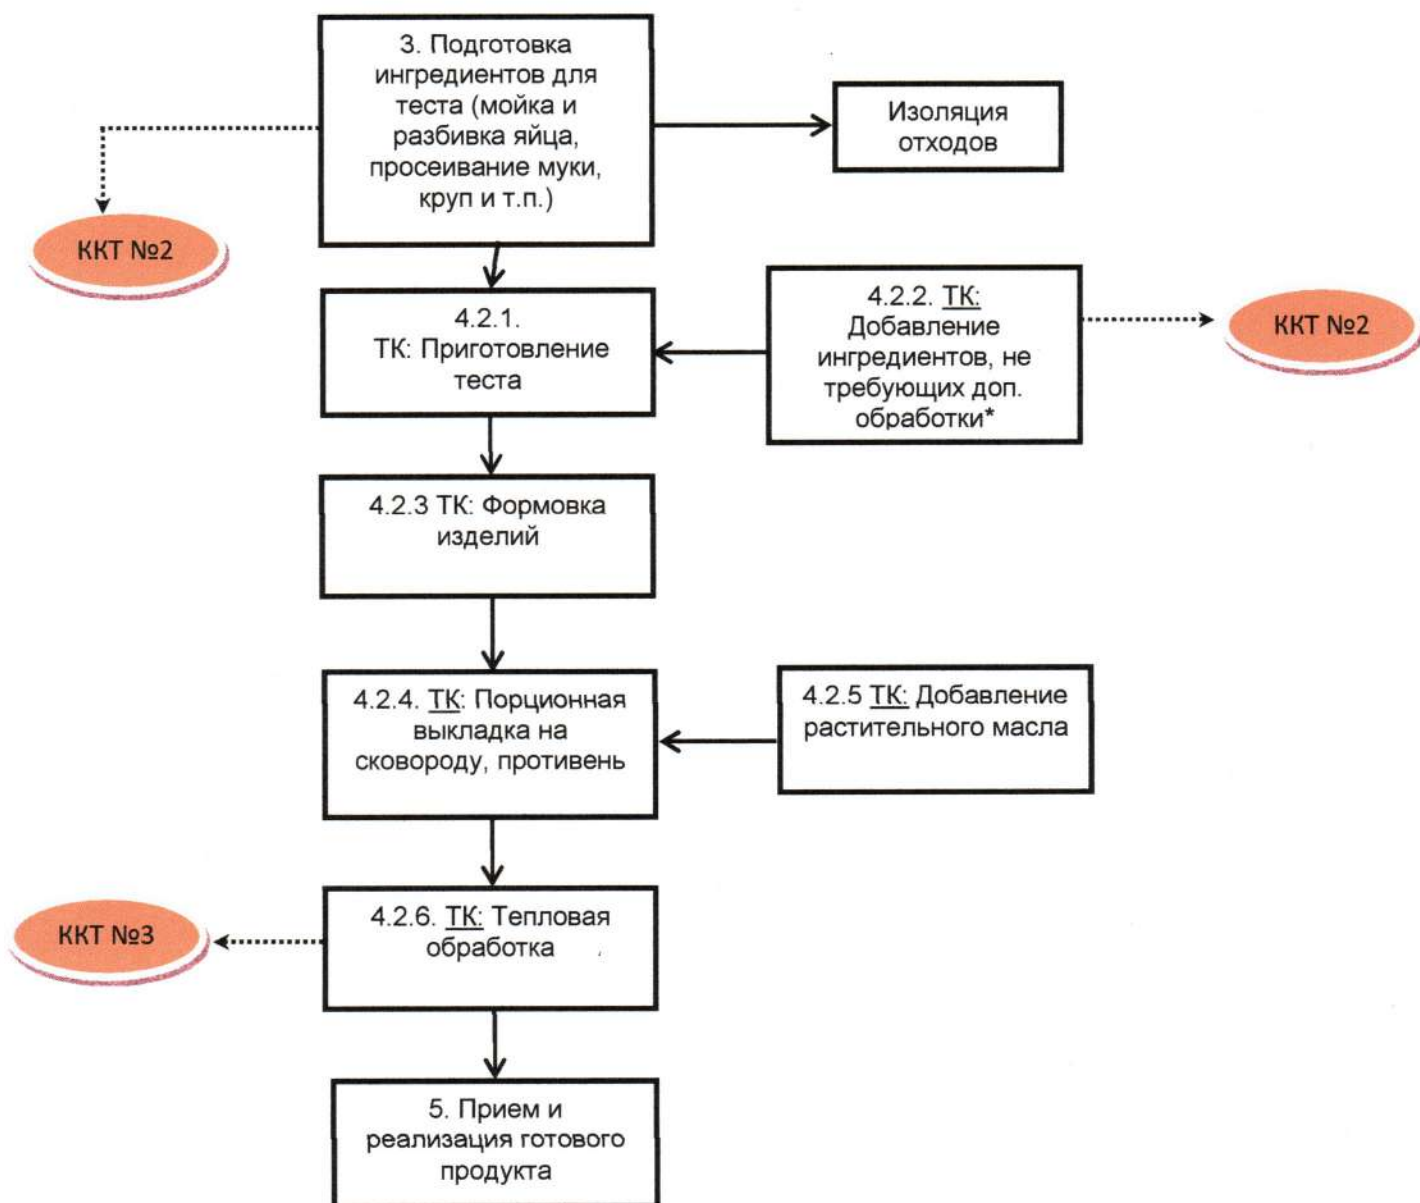 3. Подготовка
ингредиентов для
теста (мойка и
разбивка яйца,
просеивание муки,
круп и т.п.)
Изоляция
отходов
ККТ №2
4.2.1.
ТК: Приготовление
теста
4.2.2. ТК:
Добавление
ингредиентов, не
требующих доп.
обработки*
ККТ №2
4.2.3 ТК: Формовка
изделий
4.2.4. ТК: Порционная
выкладка на
сковороду, противень
4.2.5 ТК: Добавление
растительного масла
ККТ №3
4.2.6. ТК: Тепловая
обработка
5. Прием и
реализация готового
продукта